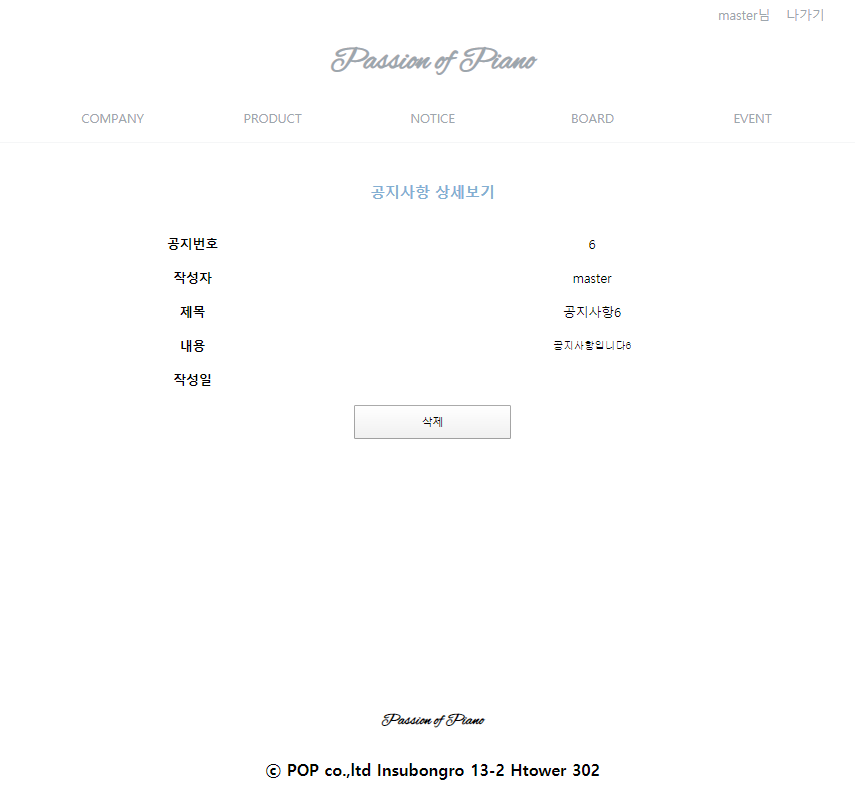 master님 나가기
Passion of Piano
COMPANY PRODUCT NOTICE BOARD EVENT
공지사항 상세보기
공지번호 6
작성자 master
제목 공지사항6
내용 공지사항입니다6
작성일
삭제
Passion of Piano
ⓒ POP co.,ltd Insubongro 13-2 Htower 302